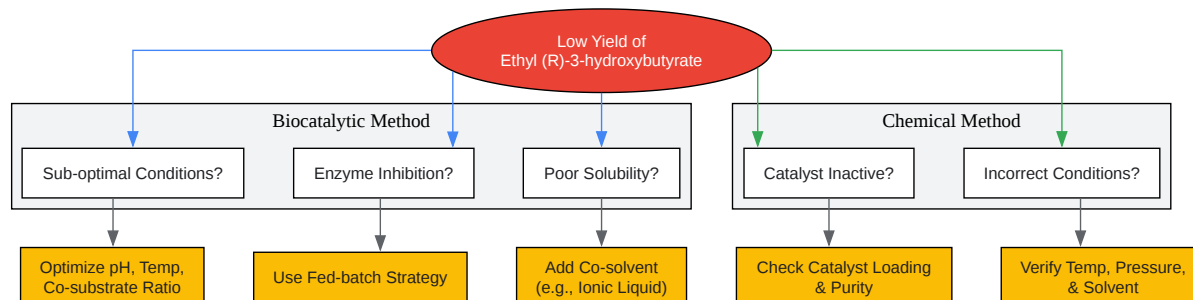 Low Yield of
Ethyl (R)-3-hydroxybutyrate
Biocatalytic Method
Chemical Method
Sub-optimal Conditions?
Enzyme Inhibition?
Poor Solubility?
Catalyst Inactive?
Incorrect Conditions?
Optimize pH, Temp,
Co-substrate Ratio
Use Fed-batch Strategy
Add Co-solvent
(e.g., Ionic Liquid)
Check Catalyst Loading
& Purity
Verify Temp, Pressure,
& Solvent